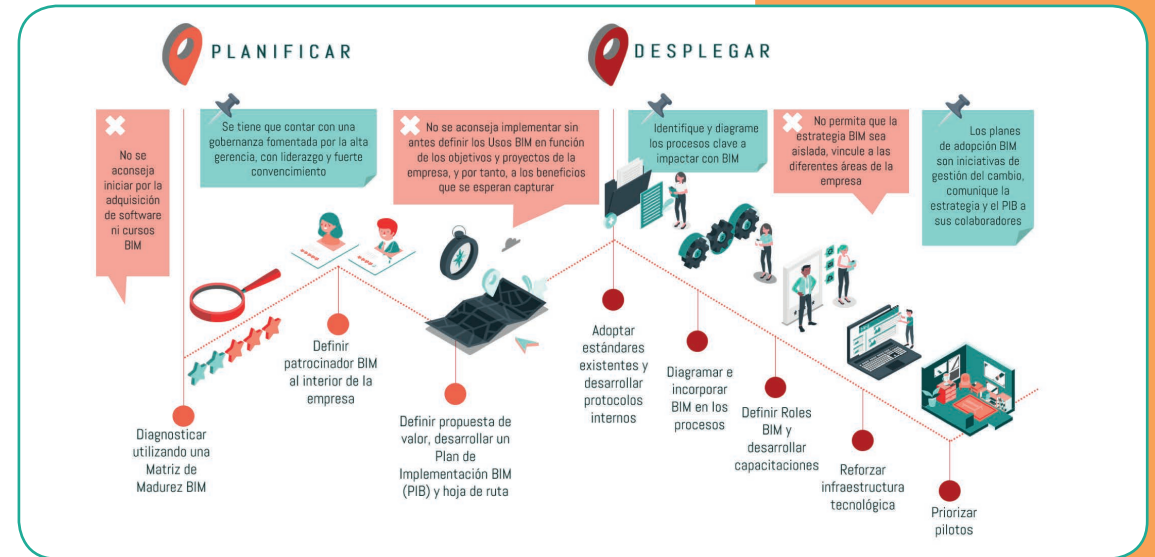 PLANIFICAR
DESPLEGAR
No se
aconseja
iniciar por la
adquisición
de software
ni cursos
BIM
Se tiene que contar con una
gobernanza fomentada por la alta
gerencia, con liderazgo y fuerte
convencimiento
No se aconseja implementar sin
antes definir los Usos BIM en función
de los objetivos y proyectos de la
empresa, y por tanto, a los beneficios
que se esperan capturar
Identifique y diagrame
los procesos clave a
impactar con BIM
No permita que la
estrategia BIM sea
aislada, vincule a las
diferentes áreas de la
empresa
Los planes
de adopción BIM
son iniciativas de
gestión del cambio,
comunique la
estrategia y el PIB a
sus colaboradores
Diagnosticar
utilizando una
Matriz de
Madurez BIM
Definir
patrocinador BIM
al interior de la
empresa
Definir propuesta de
valor, desarrollar un
Plan de
Implementación BIM
(PIB) y hoja de ruta
Adoptar
estándares
existentes y
desarrollar
protocolos
internos
Diagramar e
incorporar
BIM en los
procesos
Definir Roles
BIM y
desarrollar
capacitaciones
Reforzar
infraestructura
tecnológica
Priorizar
pilotos